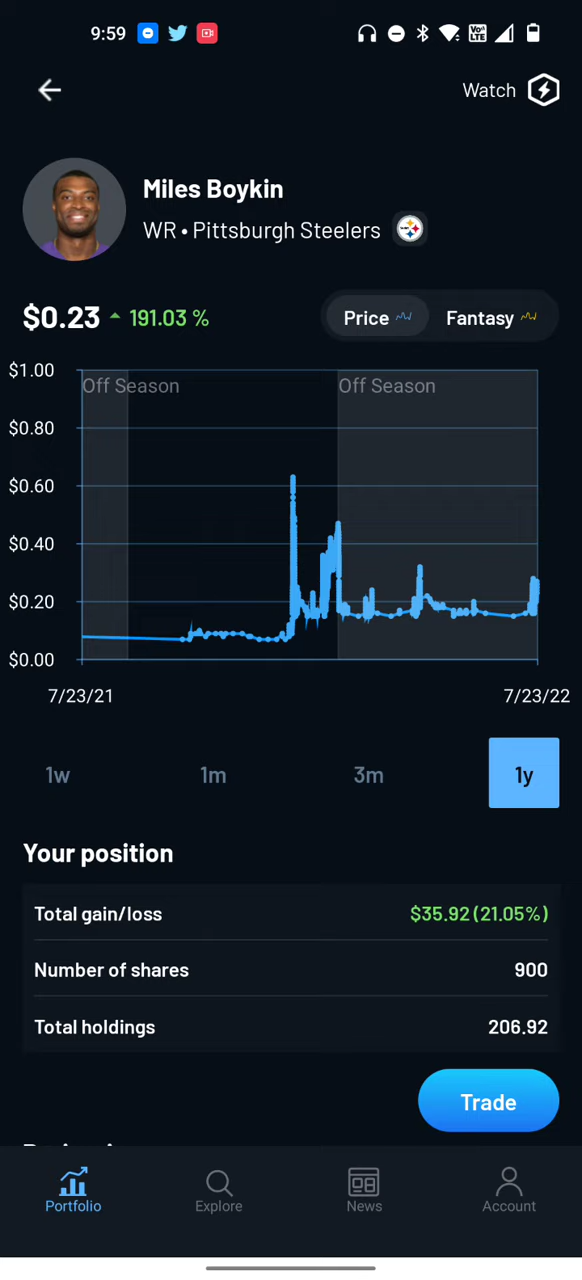 9:59
Vo))
LTE
Watch
Miles Boykin
WR • Pittsburgh Steelers
$0.23 191.03 %
Price Fantasy
$1.00
Off Season Off Season
$0.80
$0.60
$0.40
$0.20
$0.00
7/23/21 7/23/22
1w 1m 3m 1y
Your position
Total gain/loss $35.92 (21.05%)
Number of shares 900
Total holdings 206.92
Trade
Portfolio Explore News Account